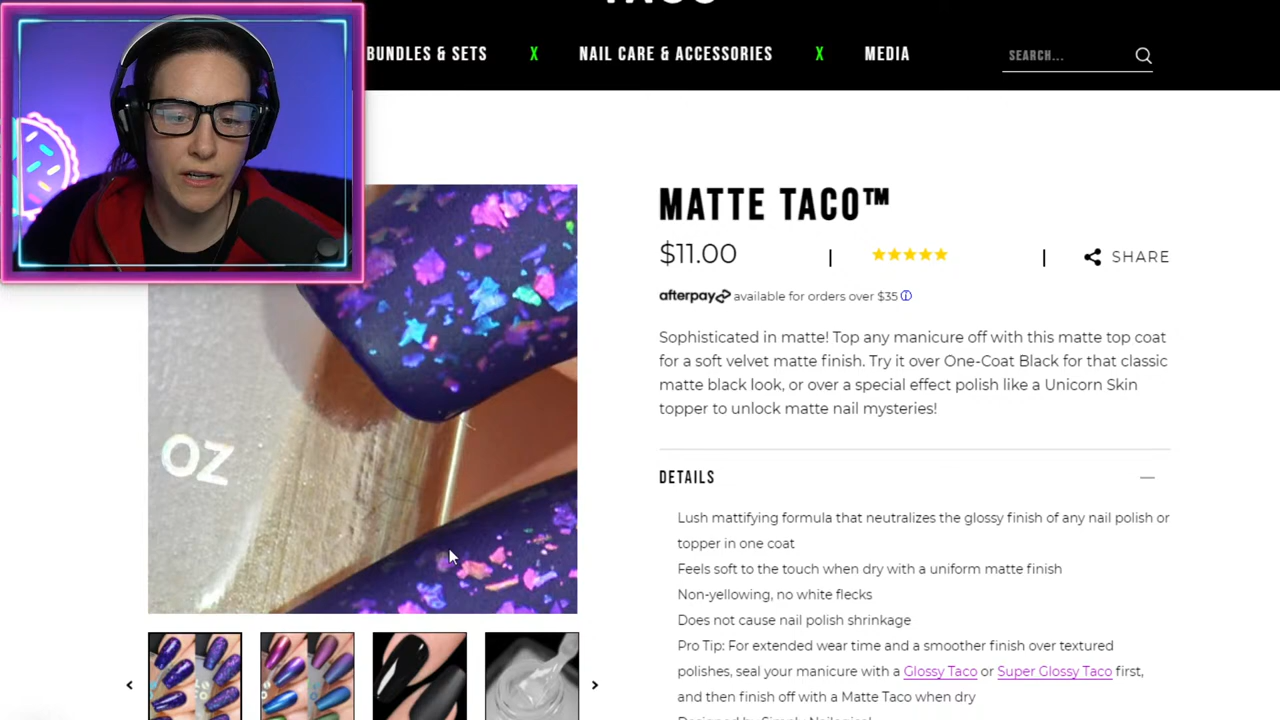 TACO
BUNDLES & SETS X NAIL CARE & ACCESSORIES X MEDIA SEARCH...
MATTE TACO™
$11.00 | | SHARE
afterpay available for orders over $35
Sophisticated in matte! Top any manicure off with this matte top coat
for a soft velvet matte finish. Try it over One-Coat Black for that classic
matte black look, or over a special effect polish like a Unicorn Skin
topper to unlock matte nail mysteries!
OZ
DETAILS
Lush mattifying formula that neutralizes the glossy finish of any nail polish or
topper in one coat
Feels soft to the touch when dry with a uniform matte finish
Non-yellowing, no white flecks
Does not cause nail polish shrinkage
Pro Tip: For extended wear time and a smoother finish over textured
polishes, seal your manicure with a Glossy Taco or Super Glossy Taco first,
and then finish off with a Matte Taco when dry
Designed by Simply Nailogical